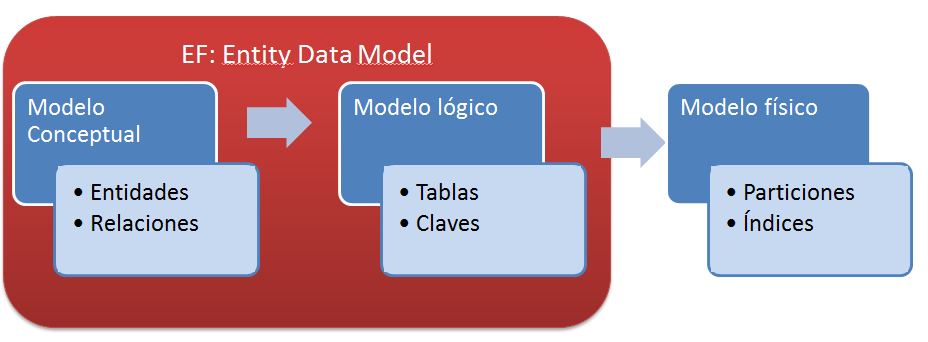 EF: Entity Data Model
Modelo
Conceptual
• Entidades
• Relaciones
Modelo lógico
• Tablas
• Claves
Modelo físico
• Particiones
• Índices